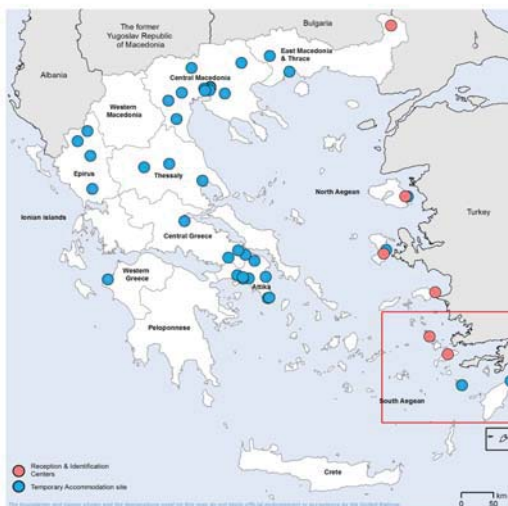 The former
Yugoslav Republic
of Macedonia
Bulgaria
Albania
East Macedonia
& Thrace
Central Macedonia
Western
Macedonia
Epirus
Thessaly
North Aegean
Turkey
Ionian islands
Central Greece
Western
Greece
Attika
Peloponnese
South Aegean
Crete
Reception & Identification
Centers
Temporary Accommodation site
km
0 50